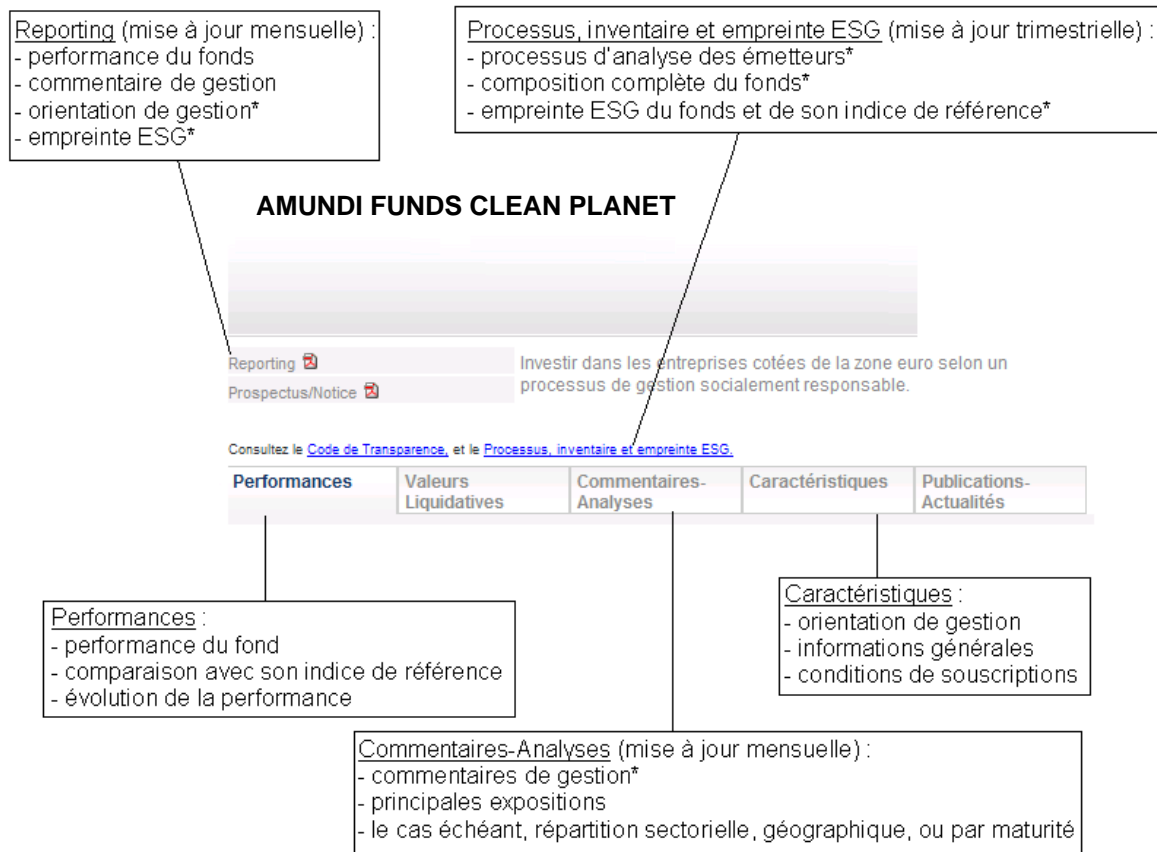 Reporting (mise à jour mensuelle) :
- performance du fonds
- commentaire de gestion
- orientation de gestion*
- empreinte ESG*
Processus, inventaire et empreinte ESG (mise à jour trimestrielle) :
- processus d'analyse des émetteurs*
- composition complète du fonds*
- empreinte ESG du fonds et de son indice de référence*
AMUNDI FUNDS CLEAN PLANET
Reporting
Prospectus/Notice
Investir dans les entreprises cotées de la zone euro selon un
processus de gestion socialement responsable.
Consultez le Code de Transparence, et le Processus, inventaire et empreinte ESG.
Performances
Valeurs
Liquidatives
Commentaires-
Analyses
Caractéristiques
Publications-
Actualités
Performances :
- performance du fond
- comparaison avec son indice de référence
- évolution de la performance
Caractéristiques :
- orientation de gestion
- informations générales
- conditions de souscriptions
Commentaires-Analyses (mise à jour mensuelle) :
- commentaires de gestion*
- principales expositions
- le cas échéant, répartition sectorielle, géographique, ou par maturité